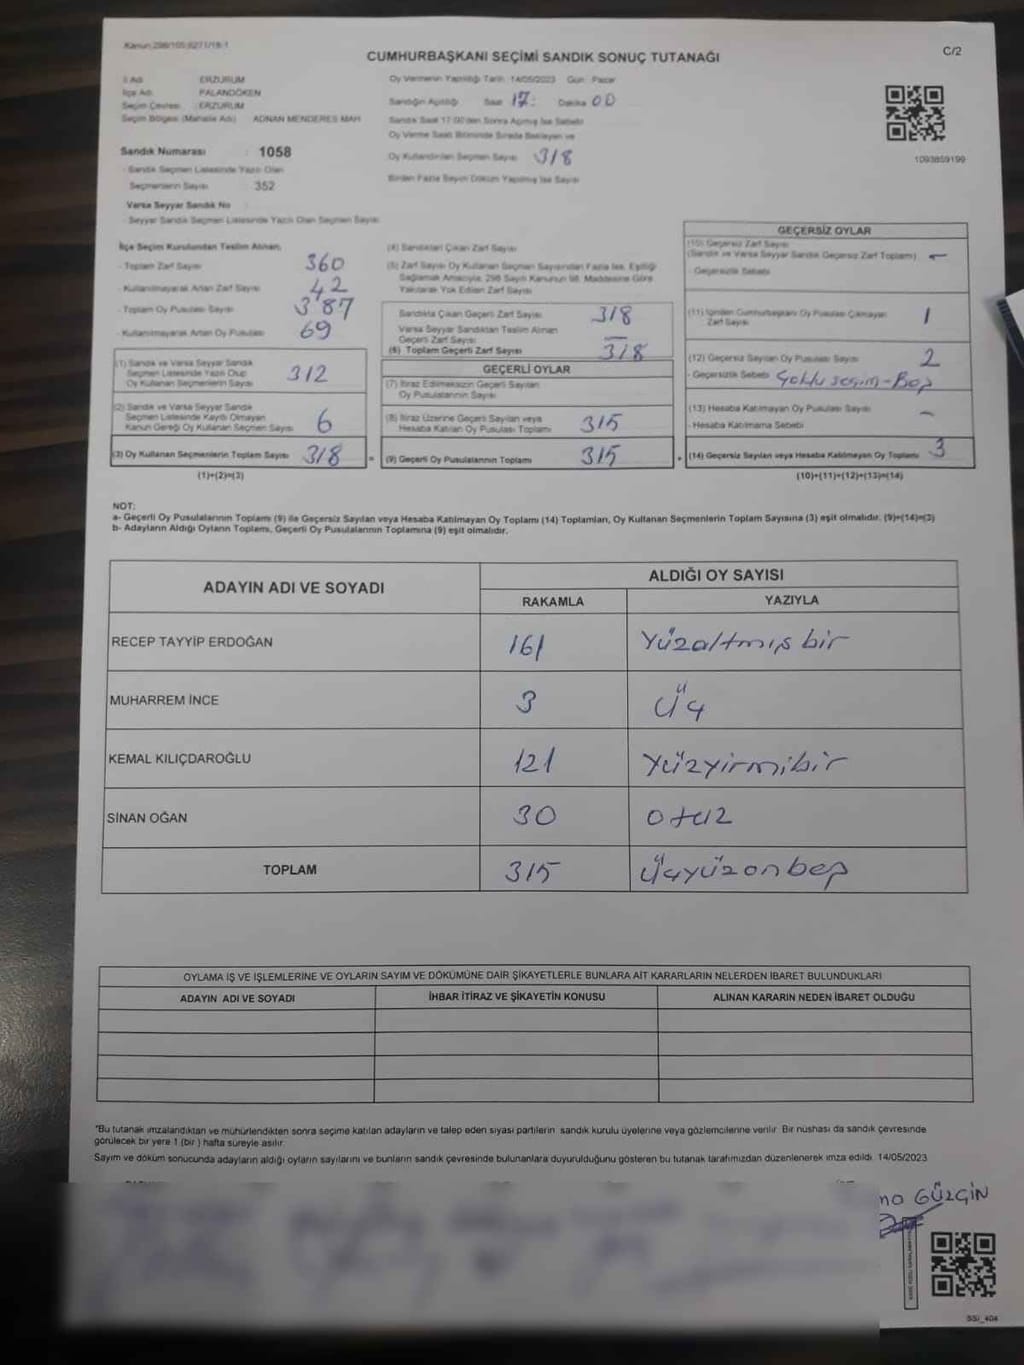 Kanun:298/105;6271/18-1
CUMHURBAŞKANI SEÇİMİ SANDIK SONUÇ TUTANAĞI
C/2
İl Adı ERZURUM
İlçe Adı PALANDÖKEN
Seçim Çevresi : ERZURUM
Seçim Bölgesi (Mahalle Adı) ADNAN MENDERES MAH
Oy Vermenin Yapıldığı Tarih 14/05/2023 Gün: Pazar
Sandığın Açıldığı Saat 17: Dakika 00
Sandık Saat 17:00'den Sonra Açılmış İse Sebebi
Oy Verme Saati Bitiminde Sırada Bekleyen ve
Oy Kullandırılan Seçmen Sayısı 318
Birden Fazla Sayım Döküm Yapılmış İse Sayısı
1093859199
Sandık Numarası : 1058
- Sandık Seçmen Listesinde Yazılı Olan
Seçmenlerin Sayısı 352
Varsa Seyyar Sandık No
- Seyyar Sandık Seçmen Listesinde Yazılı Olan Seçmen Sayısı
İlçe Seçim Kurulundan Teslim Alınan;
- Toplam Zarf Sayısı 360
- Kullanılmayarak Artan Zarf Sayısı 42
- Toplam Oy Pusulası Sayısı 387
- Kullanılmayarak Artan Oy Pusulası 69
(1) Sandık ve Varsa Seyyar Sandık
Seçmen Listesinde Yazılı Olup
Oy Kullanan Seçmenlerin Sayısı 312
(2) Sandık ve Varsa Seyyar Sandık
Seçmen Listesinde Kayıtlı Olmayan
Kanun Gereği Oy Kullanan Seçmen Sayısı 6
(3) Oy Kullanan Seçmenlerin Toplam Sayısı 318
(1)+(2)=(3)
(4) Sandıktan Çıkan Zarf Sayısı
(5) Zarf Sayısı Oy Kullanan Seçmen Sayısından Fazla İse, Eşitliği
Sağlamak Amacıyla, 298 Sayılı Kanunun 98. Maddesine Göre
Yakılarak Yok Edilen Zarf Sayısı
Sandıkta Çıkan Geçerli Zarf Sayısı 318
Varsa Seyyar Sandıktan Teslim Alınan
Geçerli Zarf Sayısı
(6) Toplam Geçerli Zarf Sayısı 318
=
GEÇERLİ OYLAR
(7) İtiraz Edilmeksizin Geçerli Sayılan
Oy Pusulalarının Sayısı
(8) İtiraz Üzerine Geçerli Sayılan veya
Hesaba Katılan Oy Pusulası Toplamı 315
(9) Geçerli Oy Pusulalarının Toplamı 315
+
GEÇERSİZ OYLAR
(10) Geçersiz Zarf Sayısı
(Sandık ve Varsa Seyyar Sandık Geçersiz Zarf Toplamı) -
- Geçersizlik Sebebi
(11) İçinden Cumhurbaşkanı Oy Pusulası Çıkmayan
Zarf Sayısı 1
(12) Geçersiz Sayılan Oy Pusulası Sayısı 2
- Geçersizlik Sebebi Çoklu seçim-Boş
(13) Hesaba Katılmayan Oy Pusulası Sayısı -
- Hesaba Katılmama Sebebi
(14) Geçersiz Sayılan veya Hesaba Katılmayan Oy Toplamı 3
(10)+(11)+(12)+(13)=(14)
NOT:
a- Geçerli Oy Pusulalarının Toplamı (9) ile Geçersiz Sayılan veya Hesaba Katılmayan Oy Toplamı (14) Toplamları, Oy Kullanan Seçmenlerin Toplam Sayısına (3) eşit olmalıdır. (9)+(14)=(3)
b- Adayların Aldığı Oyların Toplamı, Geçerli Oy Pusulalarının Toplamına (9) eşit olmalıdır.
ADAYIN ADI VE SOYADI
ALDIĞI OY SAYISI
RAKAMLA YAZIYLA
RECEP TAYYİP ERDOĞAN 161 Yüzaltmış bir
MUHARREM İNCE 3 Üç
KEMAL KILIÇDAROĞLU 121 Yüzyirmibir
SİNAN OĞAN 30 otuz
TOPLAM 315 Üçyüzonbeş
OYLAMA İŞ VE İŞLEMLERİNE VE OYLARIN SAYIM VE DÖKÜMÜNE DAİR ŞİKAYETLERLE BUNLARA AİT KARARLARIN NELERDEN İBARET BULUNDUKLARI
ADAYIN ADI VE SOYADI İHBAR İTİRAZ VE ŞİKAYETİN KONUSU ALINAN KARARIN NEDEN İBARET OLDUĞU
"Bu tutanak imzalandıktan ve mühürlendikten sonra seçime katılan adayların ve talep eden siyasi partilerin sandık kurulu üyelerine veya gözlemcilerine verilir. Bir nüshası da sandık çevresinde
görülecek bir yere 1 (bir) hafta süreyle asılır.
Sayım ve döküm sonucunda adayların aldığı oyların sayılarını ve bunların sandık çevresinde bulunanlara duyurulduğunu gösteren bu tutanak tarafımızdan düzenlenerek imza edildi. 14/05/2023
GÜZGİN
SSİ_404